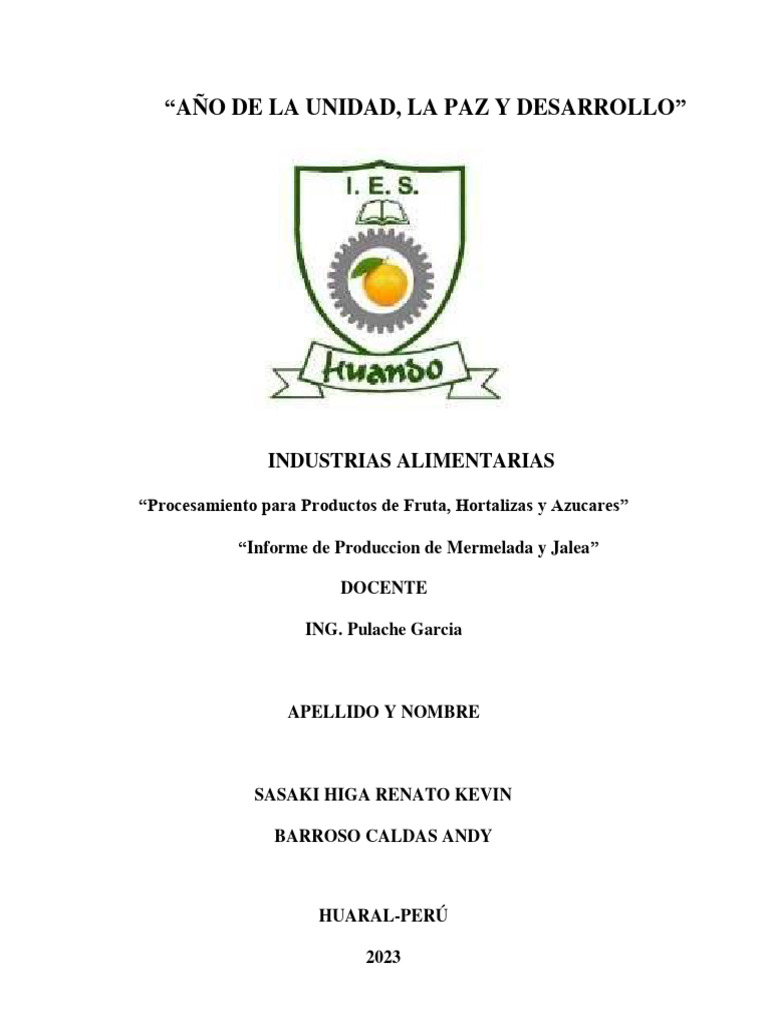 “AÑO DE LA UNIDAD, LA PAZ Y DESARROLLO”
I. E. S.
Huando
INDUSTRIAS ALIMENTARIAS
“Procesamiento para Productos de Fruta, Hortalizas y Azucares”
“Informe de Produccion de Mermelada y Jalea”
DOCENTE
ING. Pulache Garcia
APELLIDO Y NOMBRE
SASAKI HIGA RENATO KEVIN
BARROSO CALDAS ANDY
HUARAL-PERÚ
2023